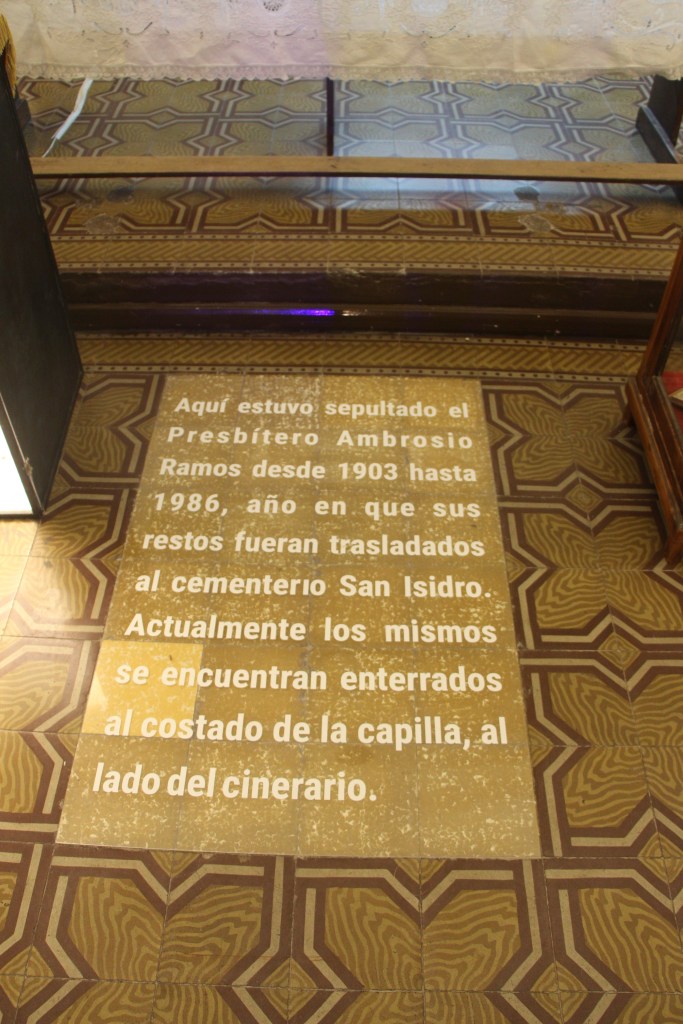 Aquí estuvo sepultado el
Presbítero Ambrosio
Ramos desde 1903 hasta
1986, año en que sus
restos fueran trasladados
al cementerio San Isidro.
Actualmente los mismos
se encuentran enterrados
al costado de la capilla, al
lado del cinerario.